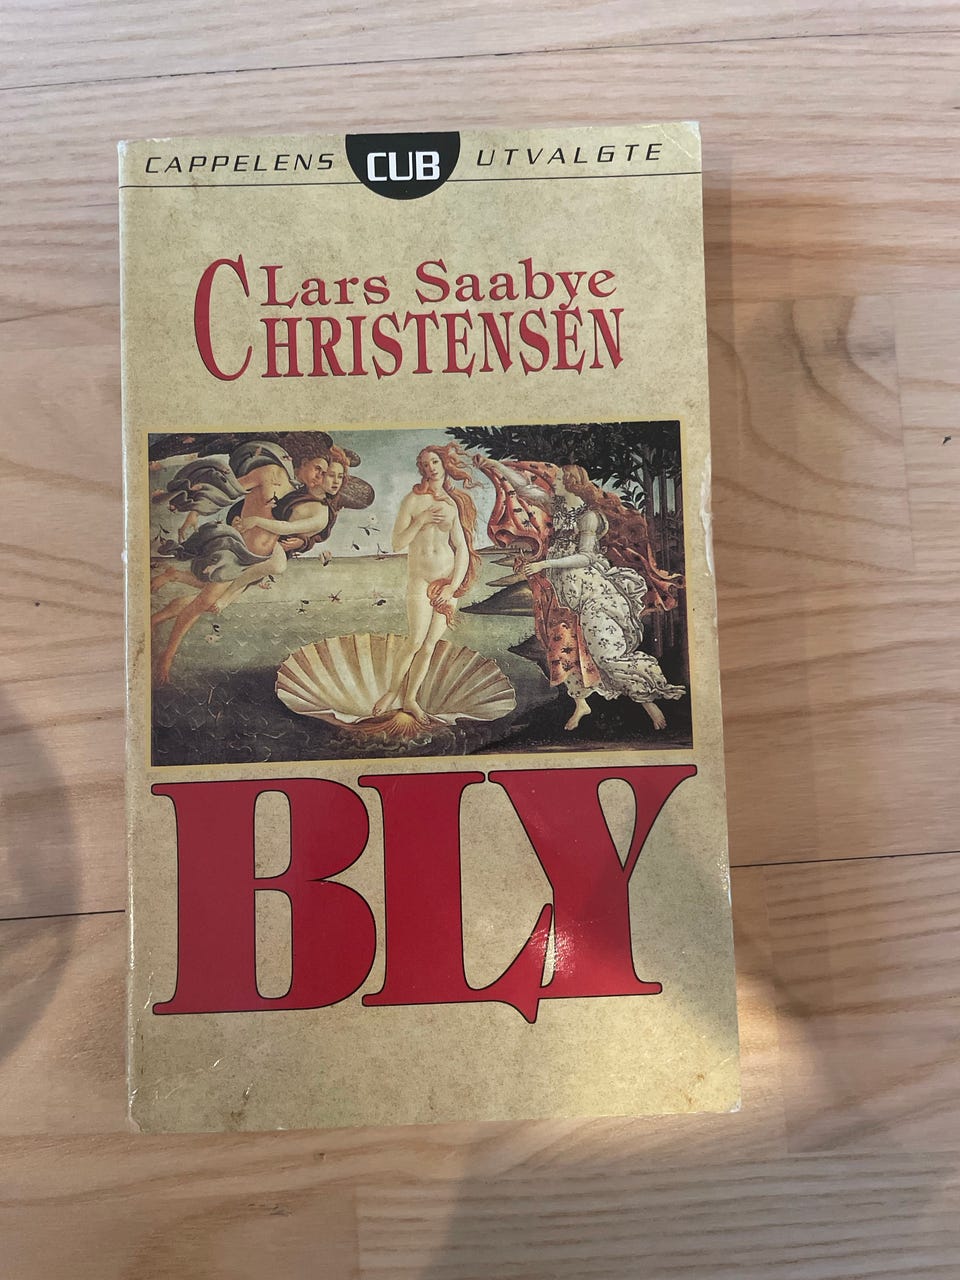 CAPPELENS CUB UTVALGTE
Lars Saabye
CHRISTENSEN
BLY